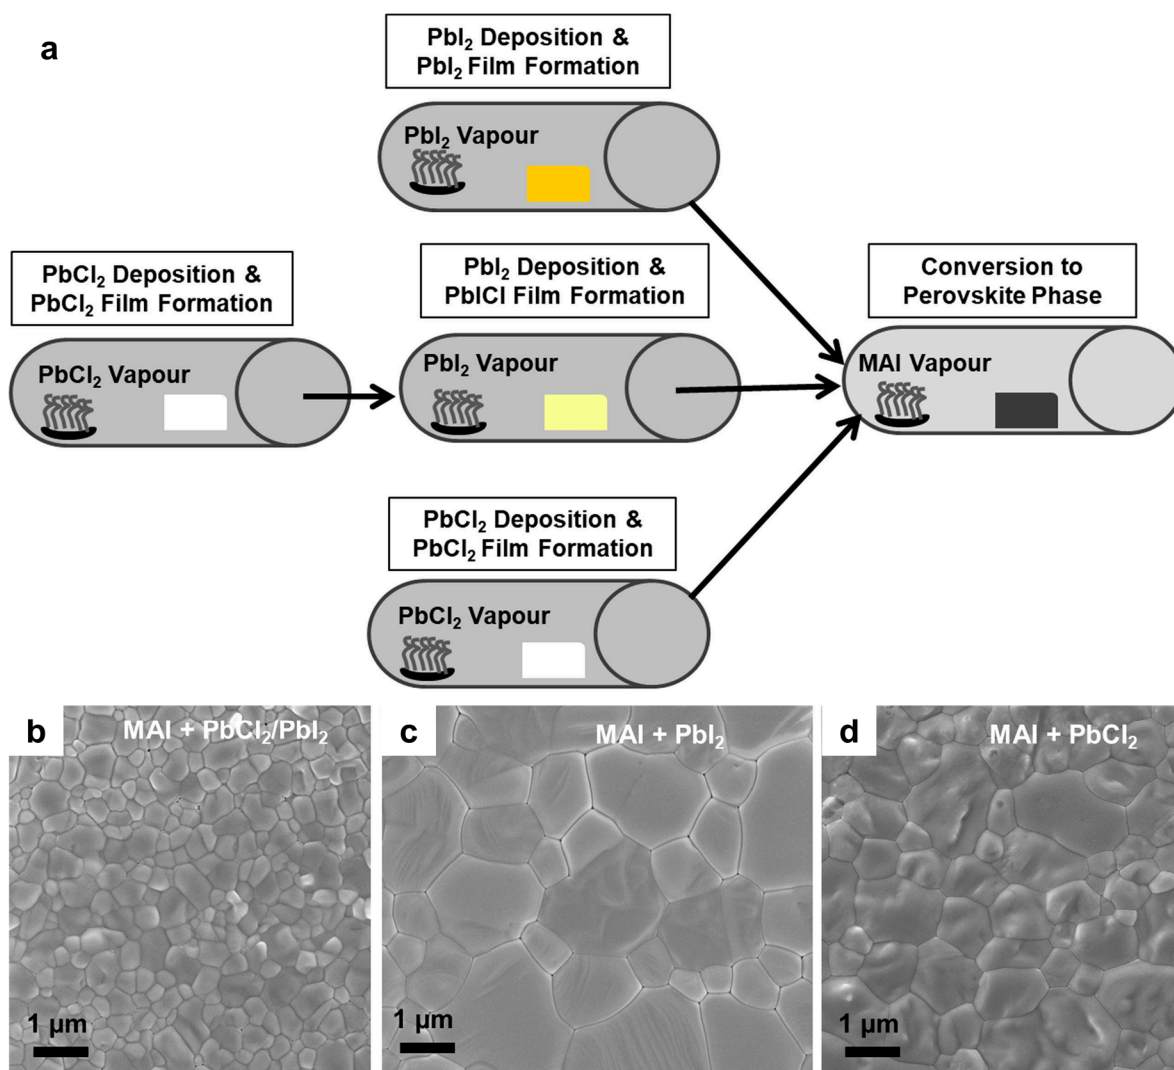 a
PbI₂ Deposition &
PbI₂ Film Formation
PbI₂ Vapour
PbCl₂ Deposition &
PbCl₂ Film Formation
PbCl₂ Vapour
PbI₂ Deposition &
PbICl Film Formation
PbI₂ Vapour
Conversion to
Perovskite Phase
MAI Vapour
PbCl₂ Deposition &
PbCl₂ Film Formation
PbCl₂ Vapour
b
MAI + PbCl₂/PbI₂
1 µm
c
MAI + PbI₂
1 µm
d
MAI + PbCl₂
1 µm